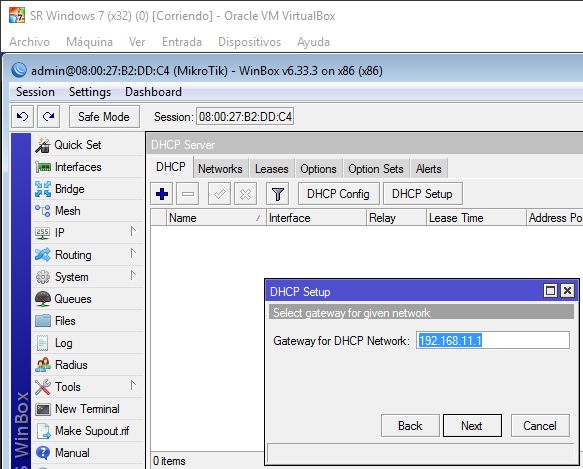 SR Windows 7 (x32) (0) [Corriendo] - Oracle VM VirtualBox
Archivo Máquina Ver Entrada Dispositivos Ayuda
admin@08:00:27:B2:DD:C4 (MikroTik) - WinBox v6.33.3 on x86 (x86)
Session Settings Dashboard
Safe Mode Session: 08:00:27:B2:DD:C4
Quick Set
Interfaces
Bridge
Mesh
IP
Routing
System
Queues
Files
Log
Radius
Tools
New Terminal
Make Supout.rif
Manual
S WinBox
DHCP Server
DHCP Networks Leases Options Option Sets Alerts
DHCP Config DHCP Setup
Name Interface Relay Lease Time Address Po
DHCP Setup
Select gateway for given network
Gateway for DHCP Network: 192.168.11.1
Back Next Cancel
0 items